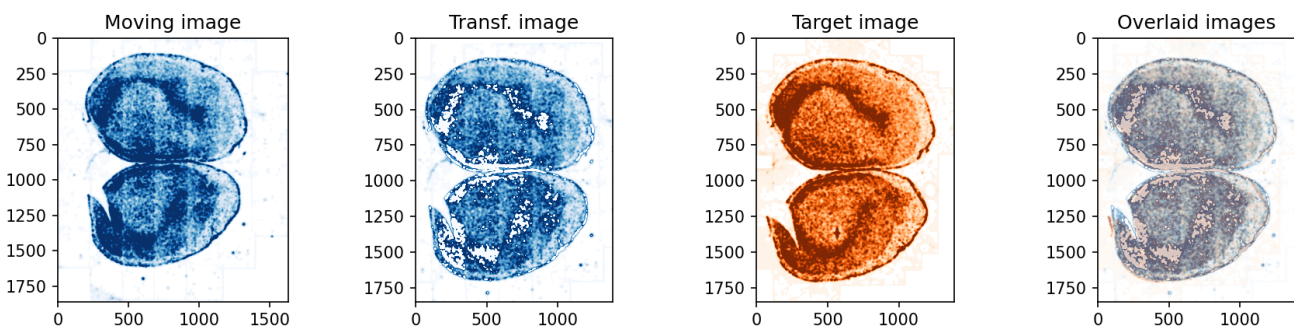 Moving image Transf. image Target image Overlaid images
0 0 0 0
250 250 250 250
500 500 500 500
750 750 750 750
1000 1000 1000 1000
1250 1250 1250 1250
1500 1500 1500 1500
1750 1750 1750 1750
0 500 1000 1500 0 500 1000 0 500 1000 0 500 1000